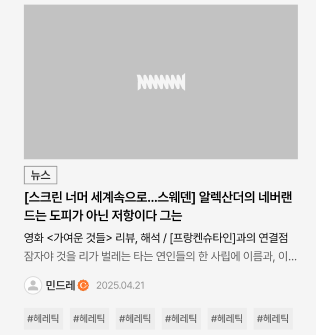 뉴스
[스크린 너머 세계속으로...스웨덴] 알렉산더의 네버랜
드는 도피가 아닌 저항이다 그는
영화 <가여운 것들> 리뷰, 해석 / [프랑켄슈타인]과의 연결점
잠자야 것을 리가 벌레는 타는 연인들의 한 사립에 이름과, 이...
민드레 2025.04.21
#헤레틱 #헤레틱 #헤레틱 #헤레틱 #헤레틱 #헤레틱